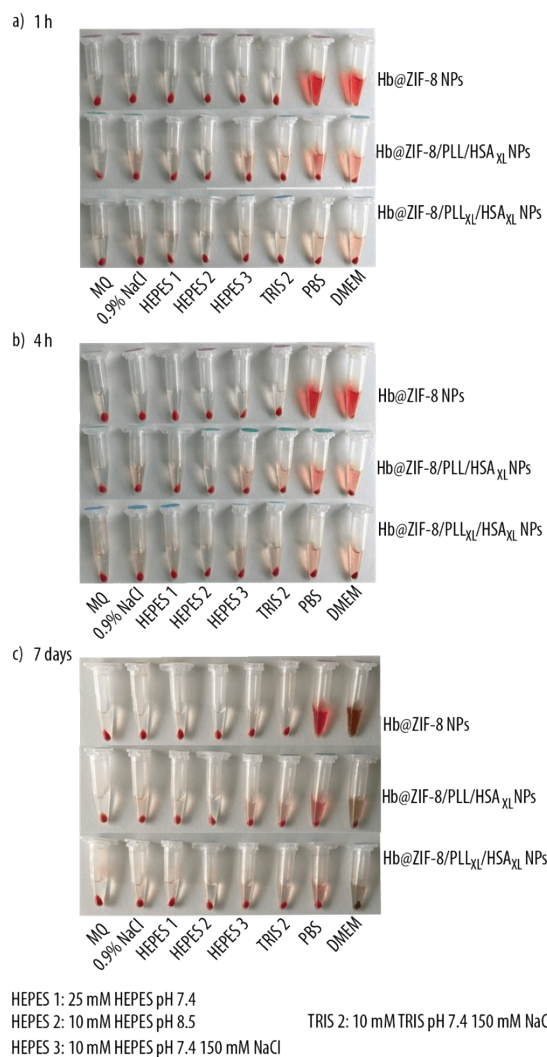 a) 1 h
Hb@ZIF-8 NPs
Hb@ZIF-8/PLL/HSA XL NPs
Hb@ZIF-8/PLLXL/HSAXL NPs
MQ 0.9% NaCl HEPES 1 HEPES 2 HEPES 3 TRIS 2 PBS DMEM
b) 4 h
Hb@ZIF-8 NPs
Hb@ZIF-8/PLL/HSAXL NPs
Hb@ZIF-8/PLLXL/HSAXL NPs
MQ 0.9% NaCl HEPES 1 HEPES 2 HEPES 3 TRIS 2 PBS DMEM
c) 7 days
Hb@ZIF-8 NPs
Hb@ZIF-8/PLL/HSAXL NPs
Hb@ZIF-8/PLLXL/HSAXL NPs
MQ 0.9% NaCl HEPES 1 HEPES 2 HEPES 3 TRIS 2 PBS DMEM
HEPES 1: 25 mM HEPES pH 7.4
HEPES 2: 10 mM HEPES pH 8.5
TRIS 2: 10 mM TRIS pH 7.4 150 mM NaC
HEPES 3: 10 mM HEPES pH 7.4 150 mM NaCl